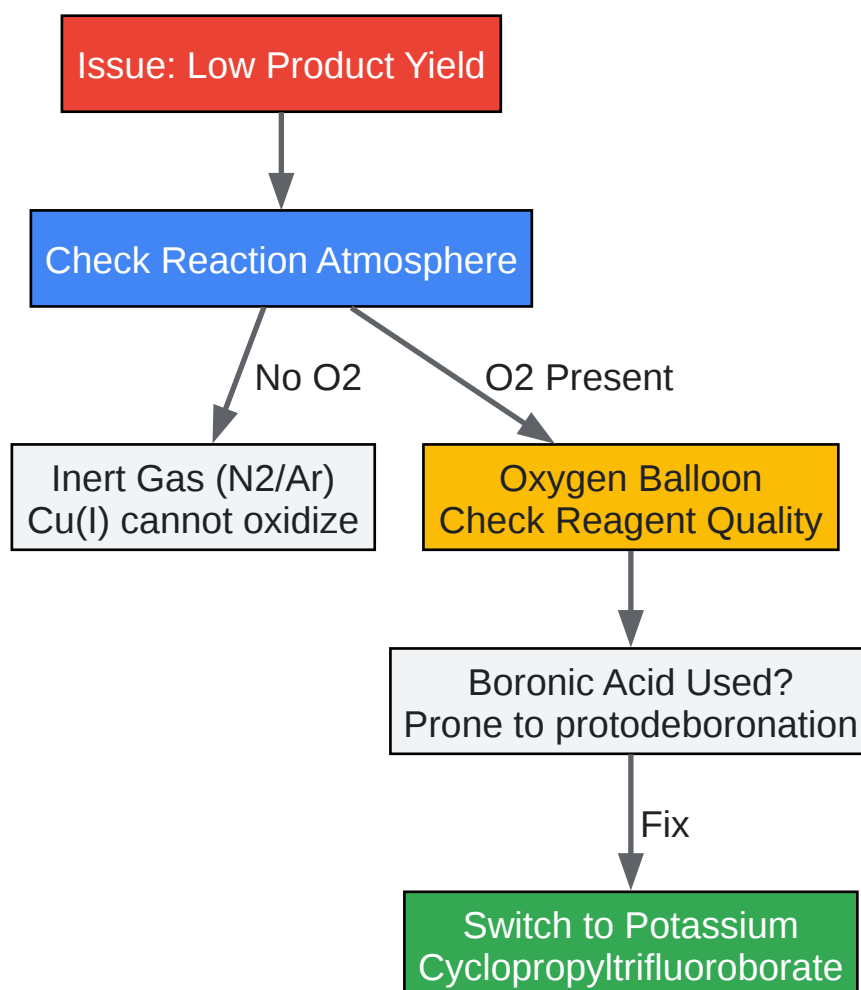 Issue: Low Product Yield
Check Reaction Atmosphere
No O2
O2 Present
Inert Gas (N2/Ar)
Cu(I) cannot oxidize
Oxygen Balloon
Check Reagent Quality
Boronic Acid Used?
Prone to protodeboronation
Fix
Switch to Potassium
Cyclopropyltrifluoroborate